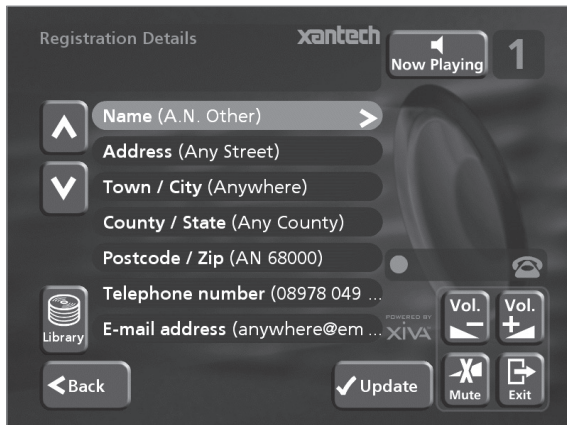 Registration Details
xantech
Now Playing
1
Name (A.N. Other)
Address (Any Street)
Town / City (Anywhere)
County / State (Any County)
Postcode / Zip (AN 68000)
Telephone number (08978 049 ...
E-mail address (anywhere@em ...
Library
POWERED BY
XiVA
Vol.
Vol.
Back
Update
Mute
Exit